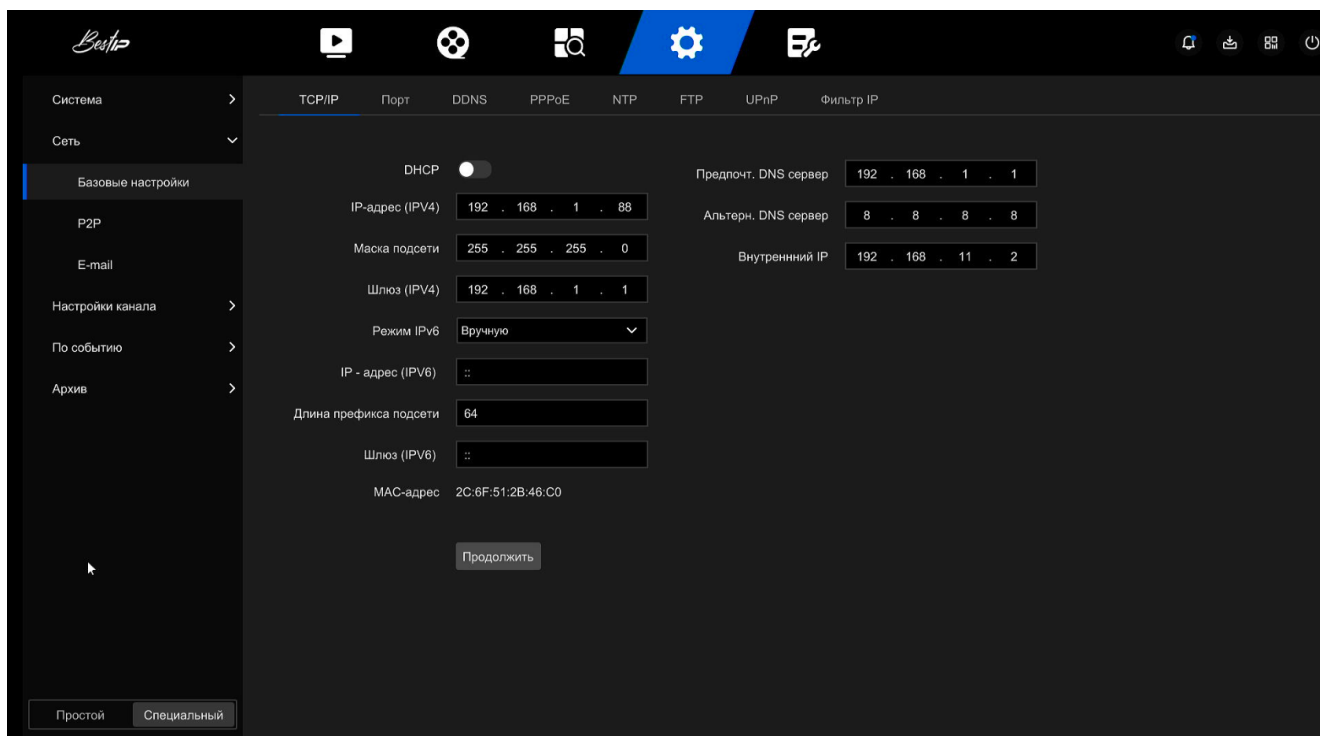 BestIP
Система
Сеть
Базовые настройки
P2P
E-mail
Настройки канала
По событию
Архив
Простой Специальный
TCP/IP Порт DDNS PPPoE NTP FTP UPnP Фильтр IP
DHCP
IP-адрес (IPV4) 192 . 168 . 1 . 88
Маска подсети 255 . 255 . 255 . 0
Шлюз (IPV4) 192 . 168 . 1 . 1
Режим IPv6 Вручную
IP - адрес (IPV6) ::
Длина префикса подсети 64
Шлюз (IPV6) ::
MAC-адрес 2C:6F:51:2B:46:C0
Продолжить
Предпочт. DNS сервер 192 . 168 . 1 . 1
Альтерн. DNS сервер 8 . 8 . 8 . 8
Внутреннний IP 192 . 168 . 11 . 2